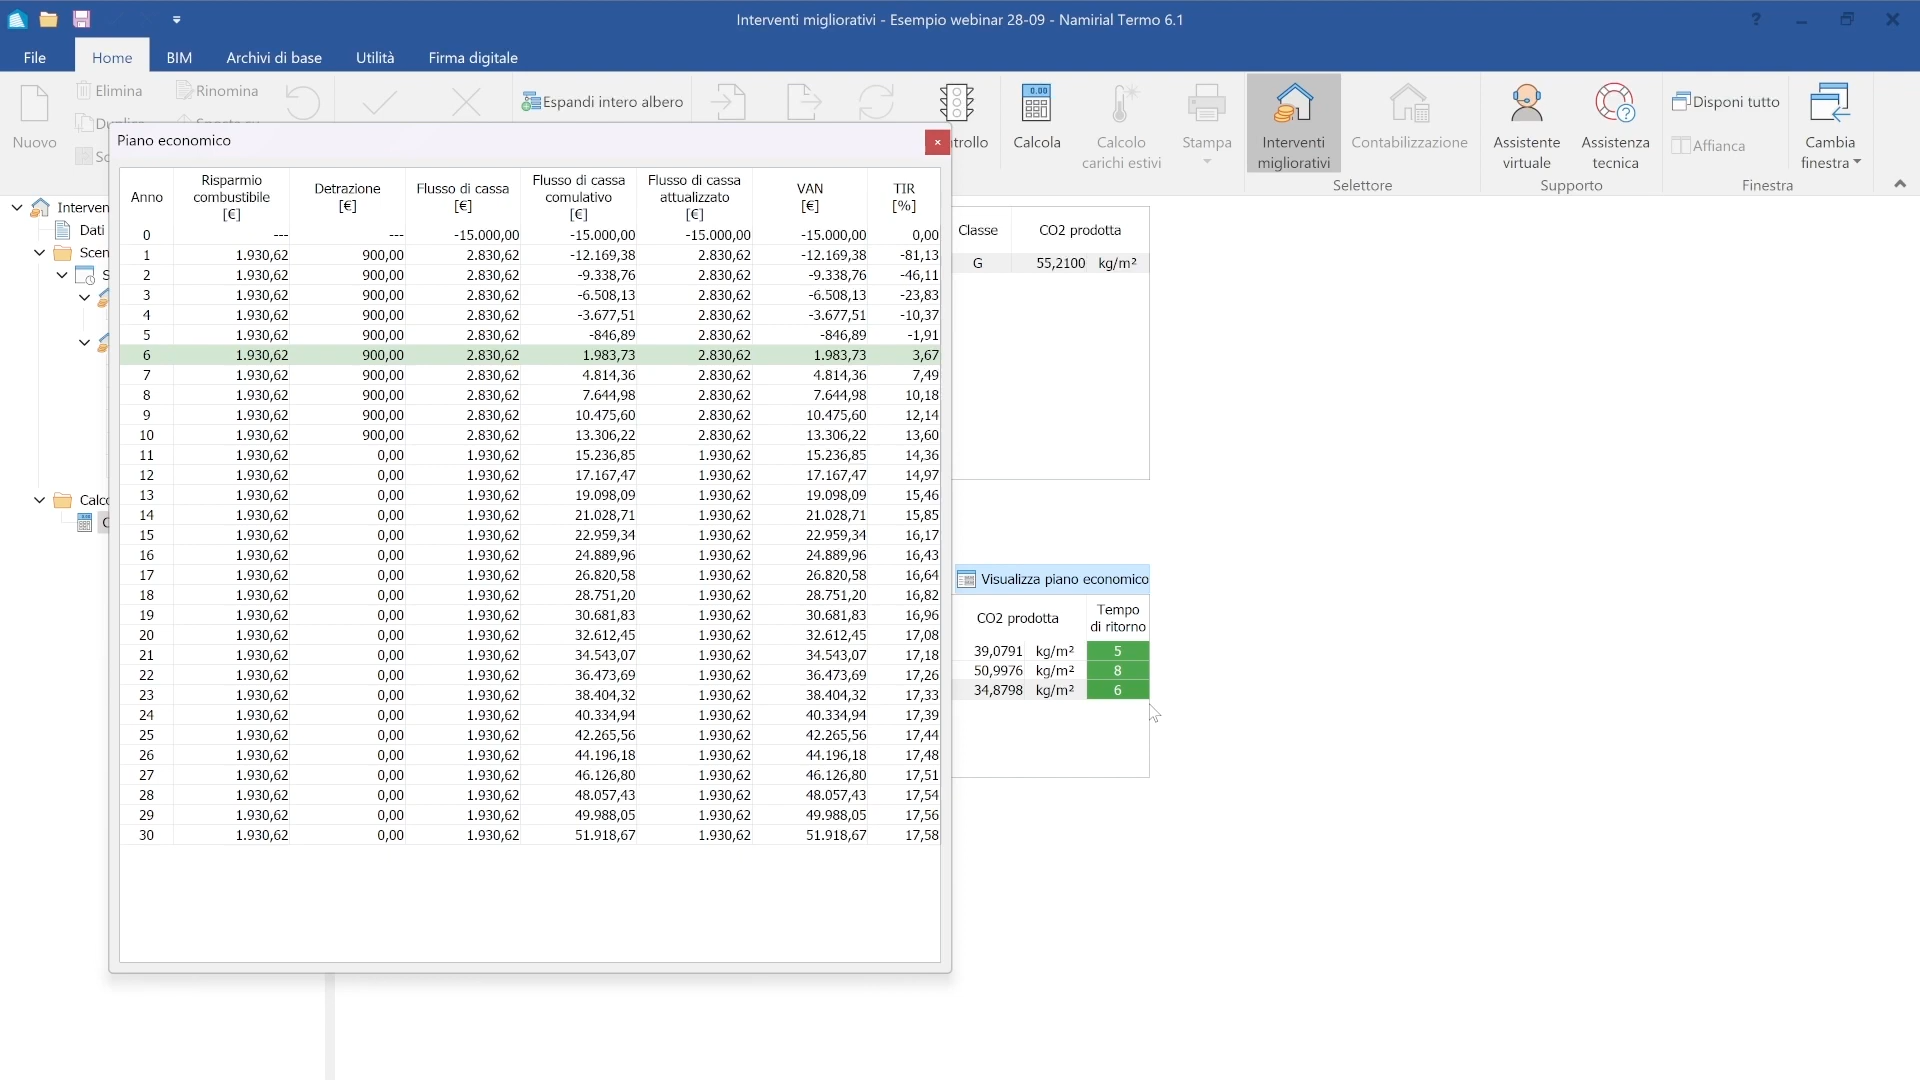 Interventi migliorativi - Esempio webinar 28-09 - Namirial Termo 6.1
?
File
Home
BIM
Archivi di base
Utilità
Firma digitale
Nuovo
Elimina
Rinomina
Espandi intero albero
trollo
Calcola
Calcolo
carichi estivi
Stampa
Interventi
migliorativi
Contabilizzazione
Selettore
Assistente
virtuale
Assistenza
tecnica
Supporto
Disponi tutto
Affianca
Cambia
finestra
Finestra
Piano economico
Anno
Risparmio
combustibile
[€]
Detrazione
[€]
Flusso di cassa
[€]
Flusso di cassa
comulativo
[€]
Flusso di cassa
attualizzato
[€]
VAN
[€]
TIR
[%]
0 --- --- -15.000,00 -15.000,00 -15.000,00 -15.000,00 0,00
1 1.930,62 900,00 2.830,62 -12.169,38 2.830,62 -12.169,38 -81,13
2 1.930,62 900,00 2.830,62 -9.338,76 2.830,62 -9.338,76 -46,11
3 1.930,62 900,00 2.830,62 -6.508,13 2.830,62 -6.508,13 -23,83
4 1.930,62 900,00 2.830,62 -3.677,51 2.830,62 -3.677,51 -10,37
5 1.930,62 900,00 2.830,62 -846,89 2.830,62 -846,89 -1,91
6 1.930,62 900,00 2.830,62 1.983,73 2.830,62 1.983,73 3,67
7 1.930,62 900,00 2.830,62 4.814,36 2.830,62 4.814,36 7,49
8 1.930,62 900,00 2.830,62 7.644,98 2.830,62 7.644,98 10,18
9 1.930,62 900,00 2.830,62 10.475,60 2.830,62 10.475,60 12,14
10 1.930,62 900,00 2.830,62 13.306,22 2.830,62 13.306,22 13,60
11 1.930,62 0,00 1.930,62 15.236,85 1.930,62 15.236,85 14,36
12 1.930,62 0,00 1.930,62 17.167,47 1.930,62 17.167,47 14,97
13 1.930,62 0,00 1.930,62 19.098,09 1.930,62 19.098,09 15,46
14 1.930,62 0,00 1.930,62 21.028,71 1.930,62 21.028,71 15,85
15 1.930,62 0,00 1.930,62 22.959,34 1.930,62 22.959,34 16,17
16 1.930,62 0,00 1.930,62 24.889,96 1.930,62 24.889,96 16,43
17 1.930,62 0,00 1.930,62 26.820,58 1.930,62 26.820,58 16,64
18 1.930,62 0,00 1.930,62 28.751,20 1.930,62 28.751,20 16,82
19 1.930,62 0,00 1.930,62 30.681,83 1.930,62 30.681,83 16,96
20 1.930,62 0,00 1.930,62 32.612,45 1.930,62 32.612,45 17,08
21 1.930,62 0,00 1.930,62 34.543,07 1.930,62 34.543,07 17,18
22 1.930,62 0,00 1.930,62 36.473,69 1.930,62 36.473,69 17,26
23 1.930,62 0,00 1.930,62 38.404,32 1.930,62 38.404,32 17,33
24 1.930,62 0,00 1.930,62 40.334,94 1.930,62 40.334,94 17,39
25 1.930,62 0,00 1.930,62 42.265,56 1.930,62 42.265,56 17,44
26 1.930,62 0,00 1.930,62 44.196,18 1.930,62 44.196,18 17,48
27 1.930,62 0,00 1.930,62 46.126,80 1.930,62 46.126,80 17,51
28 1.930,62 0,00 1.930,62 48.057,43 1.930,62 48.057,43 17,54
29 1.930,62 0,00 1.930,62 49.988,05 1.930,62 49.988,05 17,56
30 1.930,62 0,00 1.930,62 51.918,67 1.930,62 51.918,67 17,58
Interven
Dati
Scen
S
Calco
C
Classe
CO2 prodotta
G 55,2100 kg/m²
Visualizza piano economico
CO2 prodotta
Tempo
di ritorno
39,0791 kg/m² 5
50,9976 kg/m² 8
34,8798 kg/m² 6